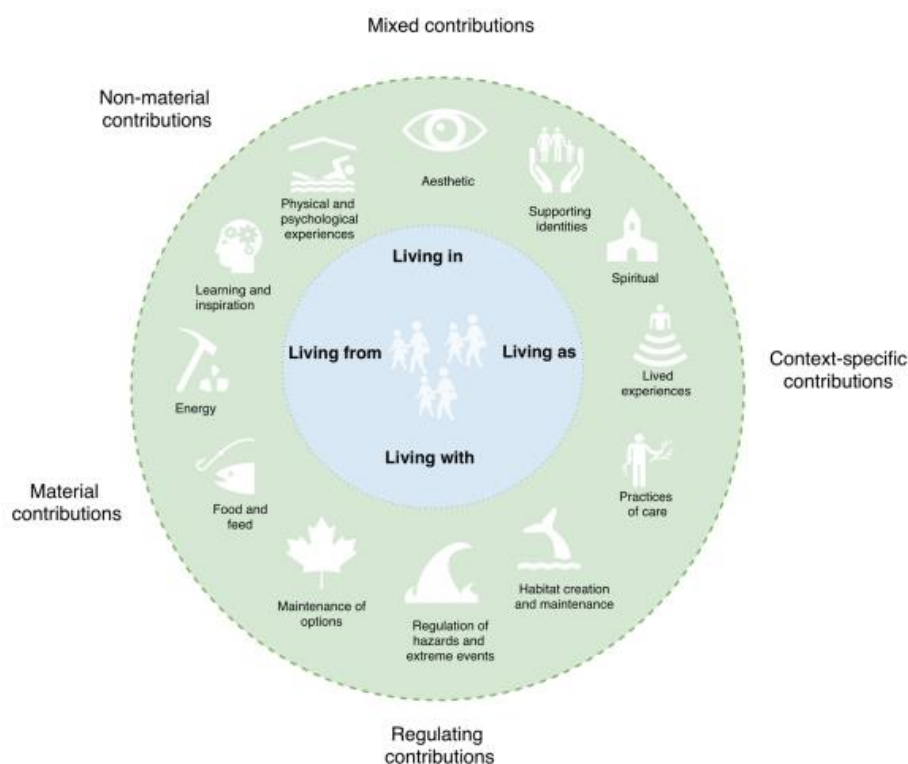 Mixed contributions
Non-material
contributions
Aesthetic
Physical and
psychological
experiences
Supporting
identities
Living in
Spiritual
Learning and
inspiration
Living from
Living as
Context-specific
contributions
Lived
experiences
Energy
Living with
Material
contributions
Food and
feed
Practices
of care
Maintenance of
options
Habitat creation
and maintenance
Regulation of
hazards and
extreme events
Regulating
contributions